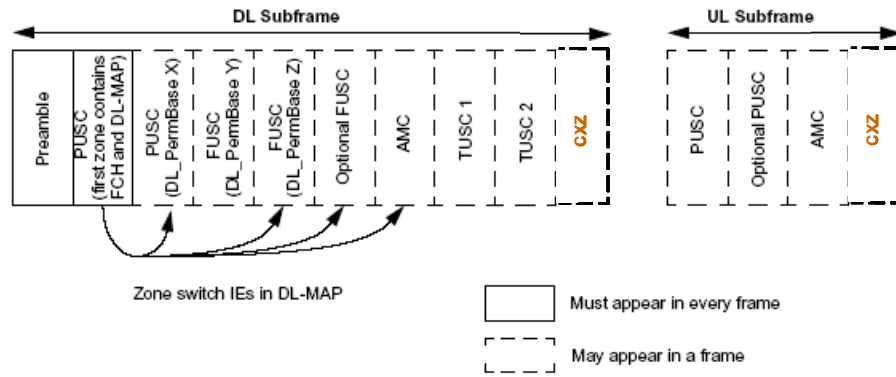 DL Subframe
UL Subframe
Preamble
PUSC
(first zone contains
FCH and DL-MAP)
PUSC
(DL_PermBase X)
FUSC
(DL_PermBase Y)
FUSC
(DL_PermBase Z)
Optional FUSC
AMC
TUSC 1
TUSC 2
CXZ
PUSC
Optional PUSC
AMC
CXZ
Zone switch IEs in DL-MAP
Must appear in every frame
May appear in a frame